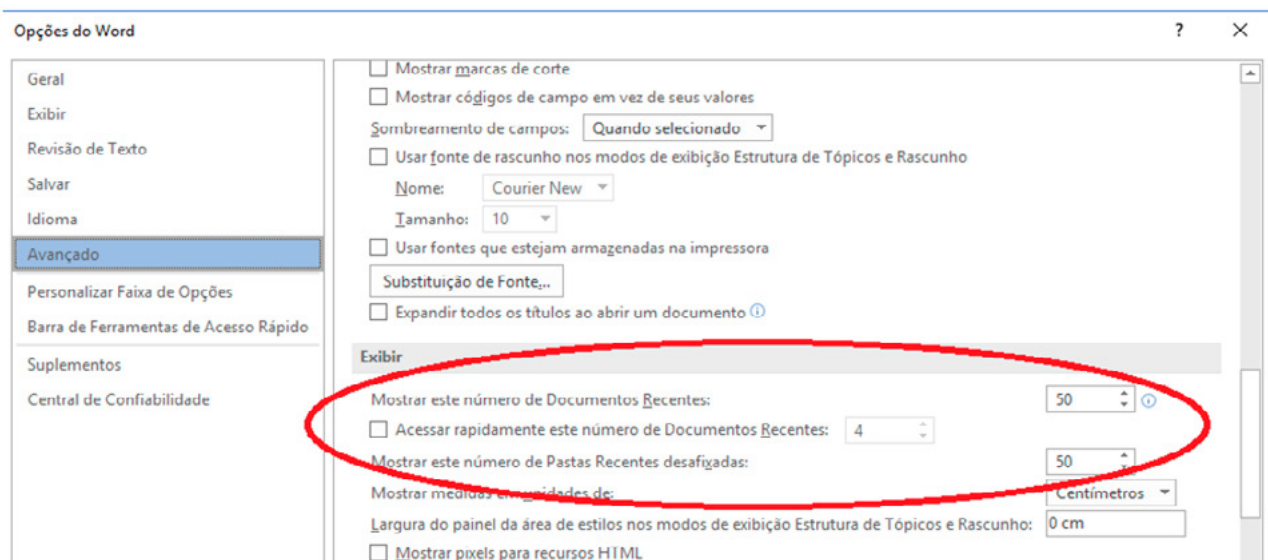 Opções do Word ? ×
Geral
Exibir
Revisão de Texto
Salvar
Idioma
Avançado
Personalizar Faixa de Opções
Barra de Ferramentas de Acesso Rápido
Suplementos
Central de Confiabilidade
Mostrar marcas de corte
Mostrar códigos de campo em vez de seus valores
Sombreamento de campos: Quando selecionado
Usar fonte de rascunho nos modos de exibição Estrutura de Tópicos e Rascunho
Nome: Courier New
Tamanho: 10
Usar fontes que estejam armazenadas na impressora
Substituição de Fonte...
Expandir todos os títulos ao abrir um documento
Exibir
Mostrar este número de Documentos Recentes: 50
Acessar rapidamente este número de Documentos Recentes: 4
Mostrar este número de Pastas Recentes desafixadas: 50
Mostrar medidas em unidades de: Centímetros
Largura do painel da área de estilos nos modos de exibição Estrutura de Tópicos e Rascunho: 0 cm
Mostrar pixels para recursos HTML